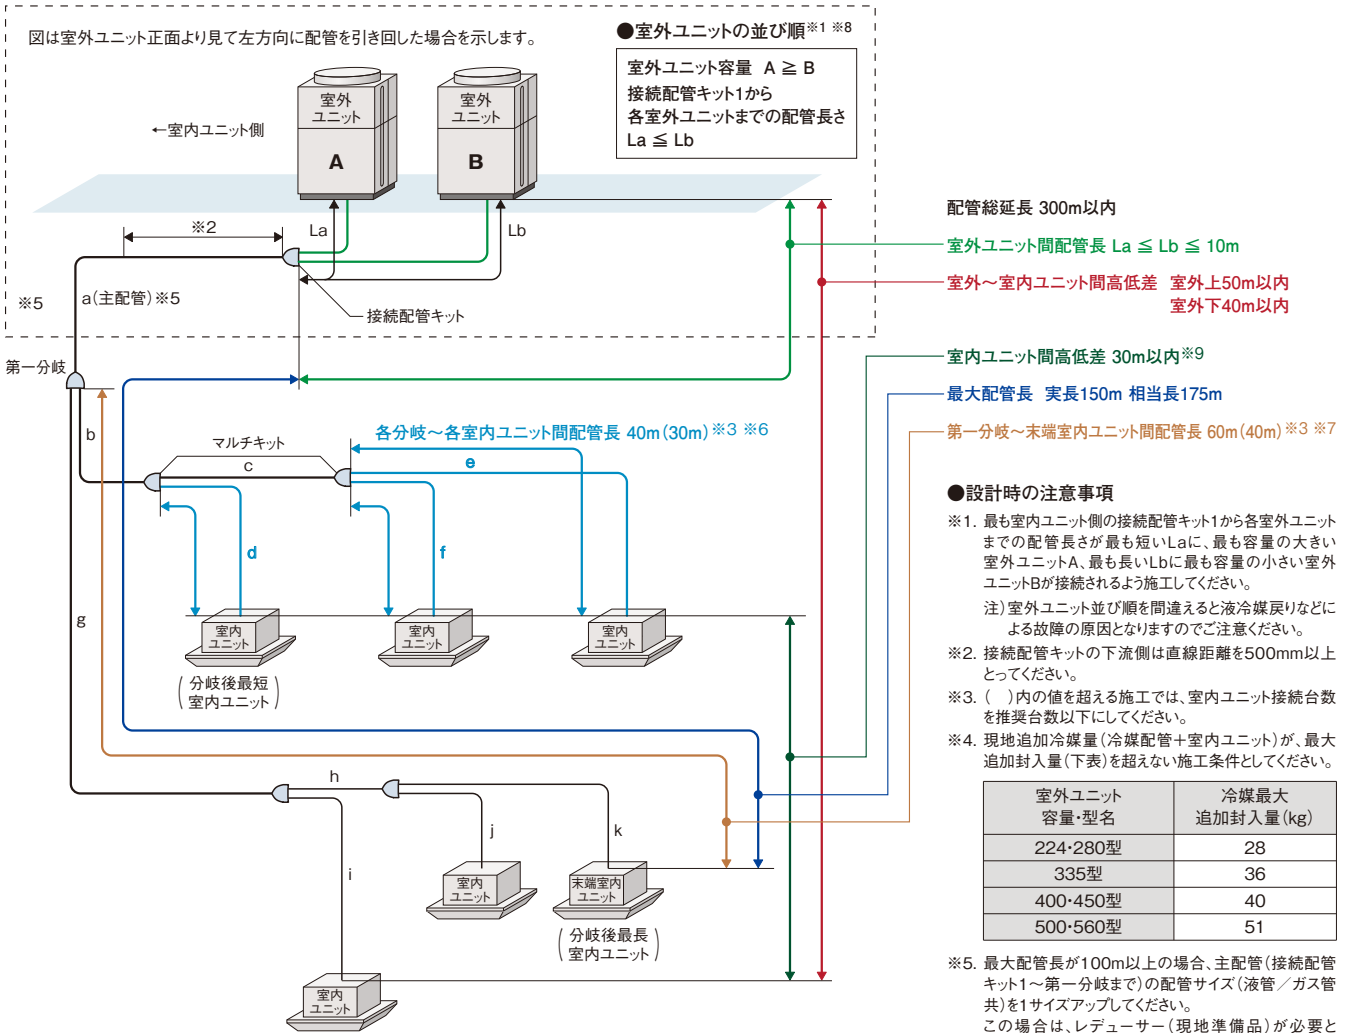 図は室外ユニット正面より見て左方向に配管を引き回した場合を示します。
●室外ユニットの並び順※1 ※8
室外ユニット容量 A ≧ B
接続配管キット1から
各室外ユニットまでの配管長さ
La ≦ Lb
←室内ユニット側
室外
ユニット
A
室外
ユニット
B
※2
La
Lb
※5
a(主配管)※5
接続配管キット
第一分岐
配管総延長 300m以内
室外ユニット間配管長 La ≦ Lb ≦ 10m
室外～室内ユニット間高低差 室外上50m以内
室外下40m以内
室内ユニット間高低差 30m以内※9
最大配管長 実長150m 相当長175m
第一分岐～末端室内ユニット間配管長 60m(40m)※3 ※7
b
マルチキット
c
各分岐～各室内ユニット間配管長 40m(30m)※3 ※6
e
d
f
g
室内
ユニット
室内
ユニット
室内
ユニット
(分岐後最短
室内ユニット)
h
i
j
k
室内
ユニット
末端室内
ユニット
(分岐後最長
室内ユニット)
室内
ユニット
●設計時の注意事項
※1. 最も室内ユニット側の接続配管キット1から各室外ユニット
までの配管長さが最も短いLaに、最も容量の大きい
室外ユニットA、最も長いLbに最も容量の小さい室外
ユニットBが接続されるよう施工してください。
注)室外ユニット並び順を間違えると液冷媒戻りなどに
よる故障の原因となりますのでご注意ください。
※2. 接続配管キットの下流側は直線距離を500mm以上
とってください。
※3. ( )内の値を超える施工では、室内ユニット接続台数
を推奨台数以下にしてください。
※4. 現地追加冷媒量(冷媒配管＋室内ユニット)が、最大
追加封入量(下表)を超えない施工条件としてください。
室外ユニット 冷媒最大
容量・型名 追加封入量(kg)
224・280型 28
335型 36
400・450型 40
500・560型 51
※5. 最大配管長が100m以上の場合、主配管(接続配管
キット1～第一分岐まで)の配管サイズ(液管／ガス管
共)を1サイズアップしてください。
この場合は、レデューサー(現地準備品)が必要と